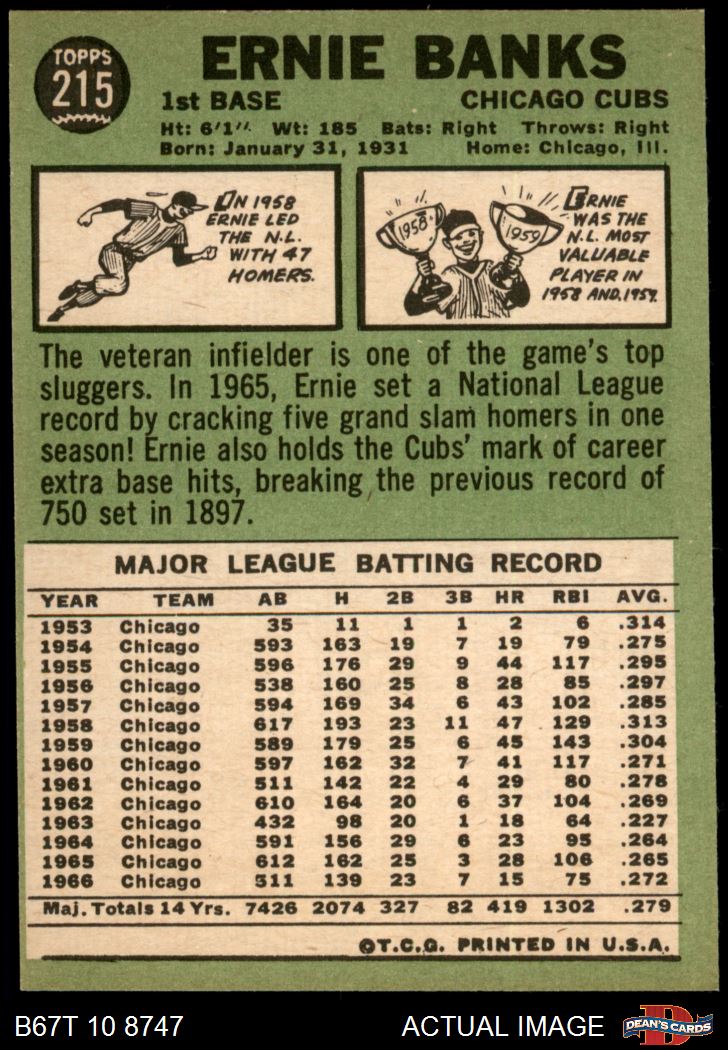 TOPPS
215
ERNIE BANKS
1st BASE CHICAGO CUBS
Ht: 6'1". Wt: 185 Bats: Right Throws: Right
Born: January 31, 1931 Home: Chicago, Ill.
IN 1958
ERNIE LED
THE N.L.
WITH 47
HOMERS.
1958
1959
ERNIE
WAS THE
N.L. MOST
VALUABLE
PLAYER IN
1958 AND 1959.
The veteran infielder is one of the game's top
sluggers. In 1965, Ernie set a National League
record by cracking five grand slam homers in one
season! Ernie also holds the Cubs' mark of career
extra base hits, breaking the previous record of
750 set in 1897.
MAJOR LEAGUE BATTING RECORD
YEAR TEAM AB H 2B 3B HR RBI AVG.
1953 Chicago 35 11 1 1 2 6 .314
1954 Chicago 593 163 19 7 19 79 .275
1955 Chicago 596 176 29 9 44 117 .295
1956 Chicago 538 160 25 8 28 85 .297
1957 Chicago 594 169 34 6 43 102 .285
1958 Chicago 617 193 23 11 47 129 .313
1959 Chicago 589 179 25 6 45 143 .304
1960 Chicago 597 162 32 7 41 117 .271
1961 Chicago 511 142 22 4 29 80 .278
1962 Chicago 610 164 20 6 37 104 .269
1963 Chicago 432 98 20 1 18 64 .227
1964 Chicago 591 156 29 6 23 95 .264
1965 Chicago 612 162 25 3 28 106 .265
1966 Chicago 511 139 23 7 15 75 .272
Maj. Totals 14 Yrs. 7426 2074 327 82 419 1302 .279
©T.C.G. PRINTED IN U.S.A.
B67T 10 8747 ACTUAL IMAGE
D
DEAN'S CARDS